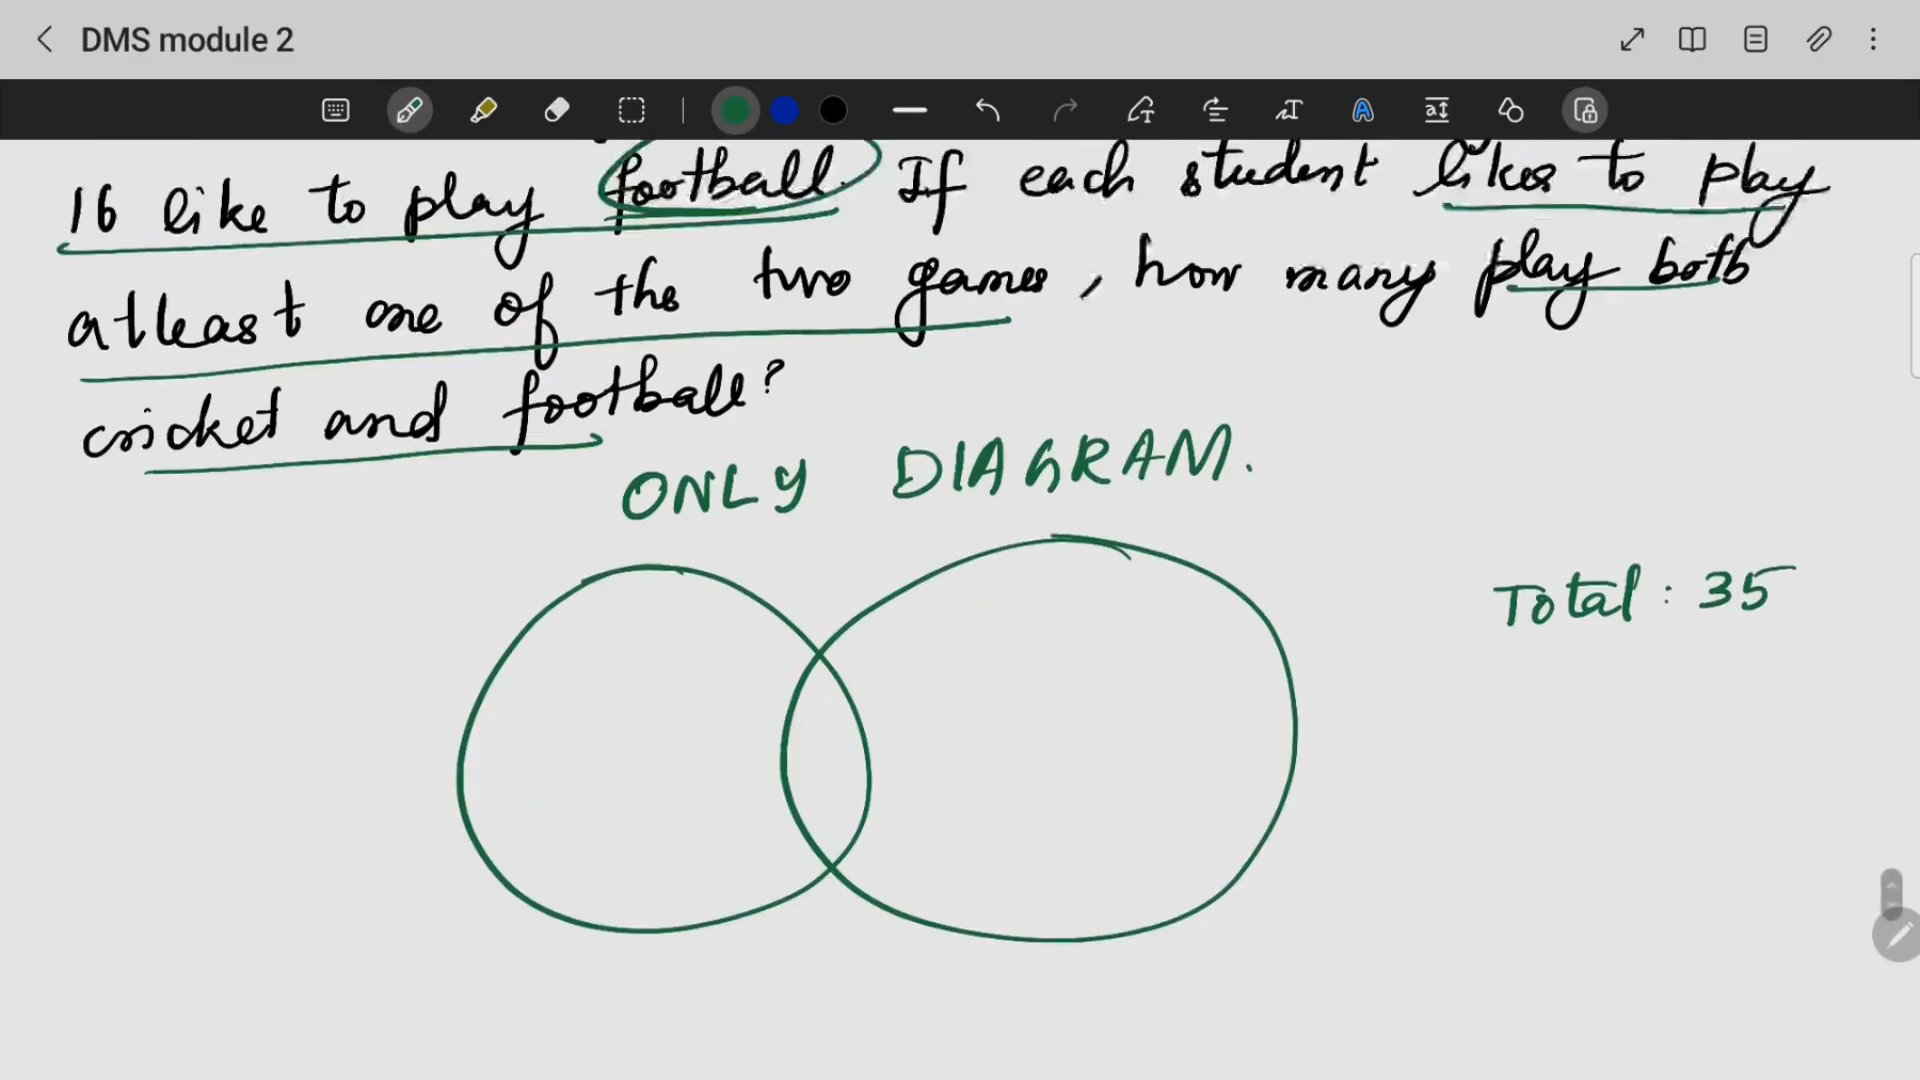 DMS module 2
16 like to play football. If each student likes to play
atleast one of the two games, how many play both
cricket and football?
ONLY DIAGRAM.
Total : 35